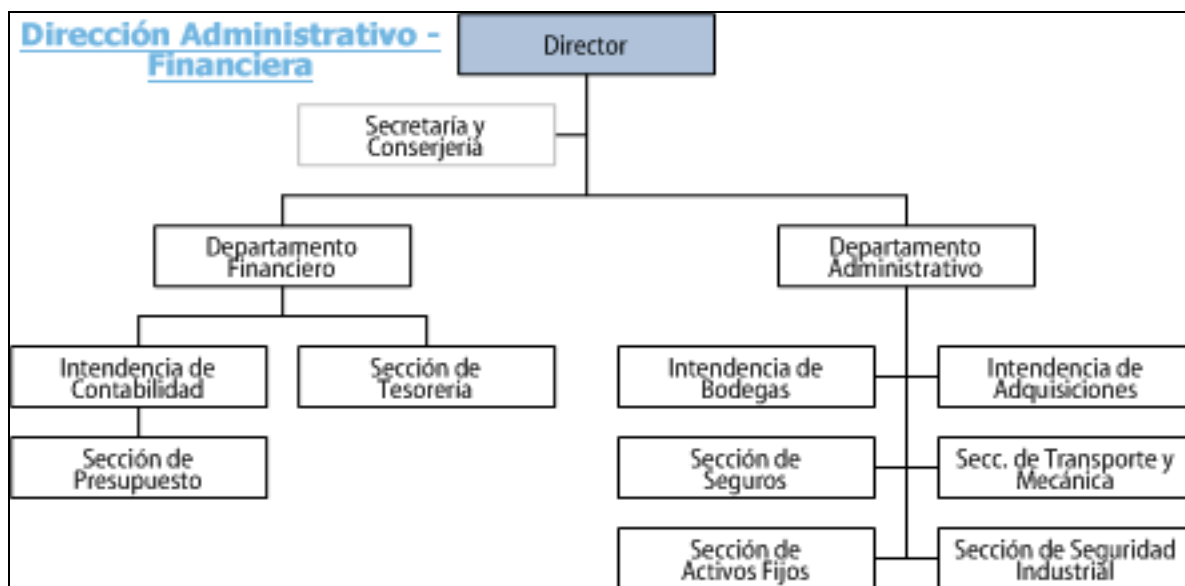 Dirección Administrativo -
Financiera
Director
Secretaría y
Conserjería
Departamento
Financiero
Departamento
Administrativo
Intendencia de
Contabilidad
Sección de
Tesorería
Intendencia de
Bodegas
Intendencia de
Adquisiciones
Sección de
Presupuesto
Sección de
Seguros
Secc. de Transporte y
Mecánica
Sección de
Activos Fijos
Sección de Seguridad
Industrial